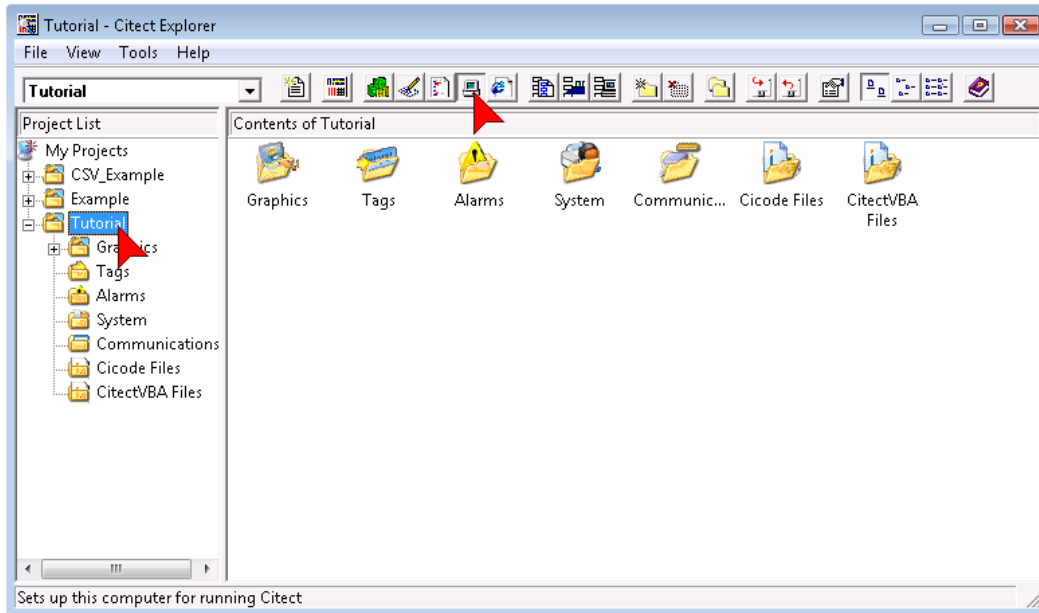 Tutorial - Citect Explorer
File View Tools Help
Tutorial
Project List
Contents of Tutorial
My Projects
CSV_Example
Example
Tutorial
Graphics
Tags
Alarms
System
Communications
Cicode Files
CitectVBA Files
Graphics Tags Alarms System Communic... Cicode Files CitectVBA
Files
Sets up this computer for running Citect